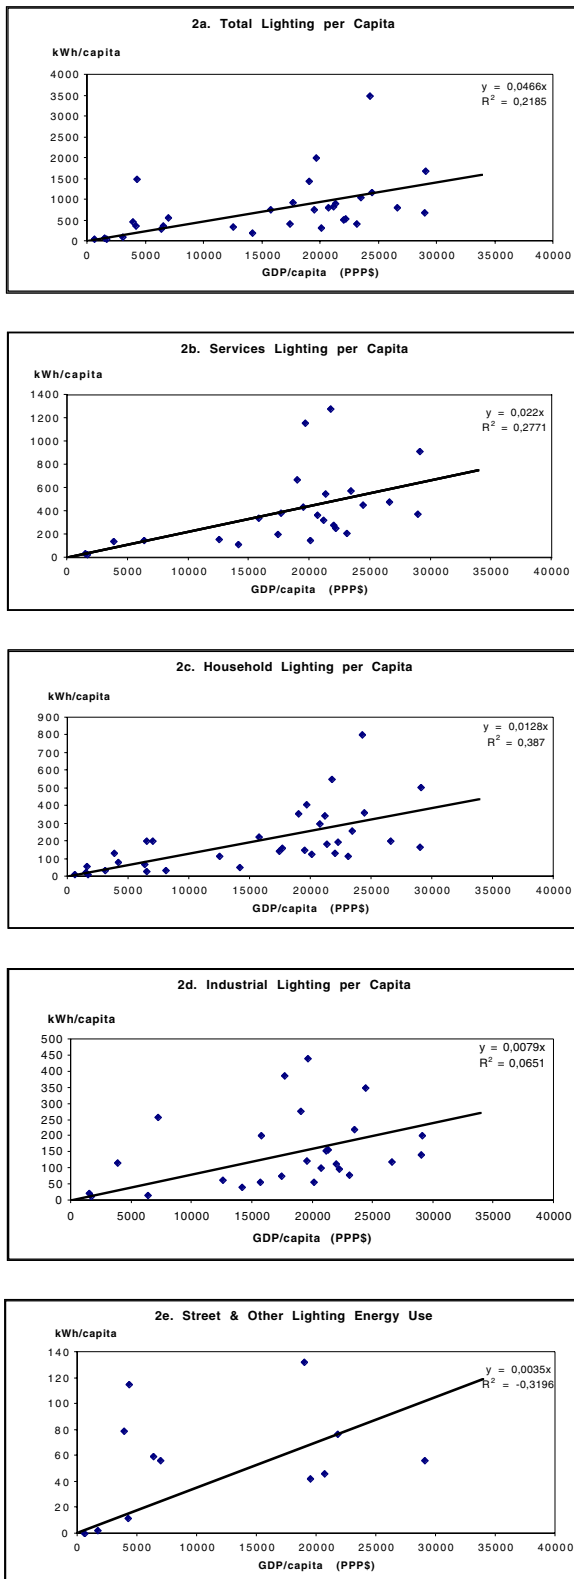 2a. Total Lighting per Capita
kWh/capita
y = 0,0466x
R2 = 0,2185
4000
3500
3000
2500
2000
1500
1000
500
0
0 5000 10000 15000 20000 25000 30000 35000 40000
GDP/capita (PPP$)
2b. Services Lighting per Capita
kWh/capita
y = 0,022x
R2 = 0,2771
1400
1200
1000
800
600
400
200
0
0 5000 10000 15000 20000 25000 30000 35000 40000
GDP/capita (PPP$)
2c. Household Lighting per Capita
kWh/capita
y = 0,0128x
R2 = 0,387
900
800
700
600
500
400
300
200
100
0
0 5000 10000 15000 20000 25000 30000 35000 40000
GDP/capita (PPP$)
2d. Industrial Lighting per Capita
kWh/capita
y = 0,0079x
R2 = 0,0651
500
450
400
350
300
250
200
150
100
50
0
0 5000 10000 15000 20000 25000 30000 35000 40000
GDP/capita (PPP$)
2e. Street & Other Lighting Energy Use
kWh/capita
y = 0,0035x
R2 = -0,3196
140
120
100
80
60
40
20
0
0 5000 10000 15000 20000 25000 30000 35000 40000
GDP/capita (PPP$)